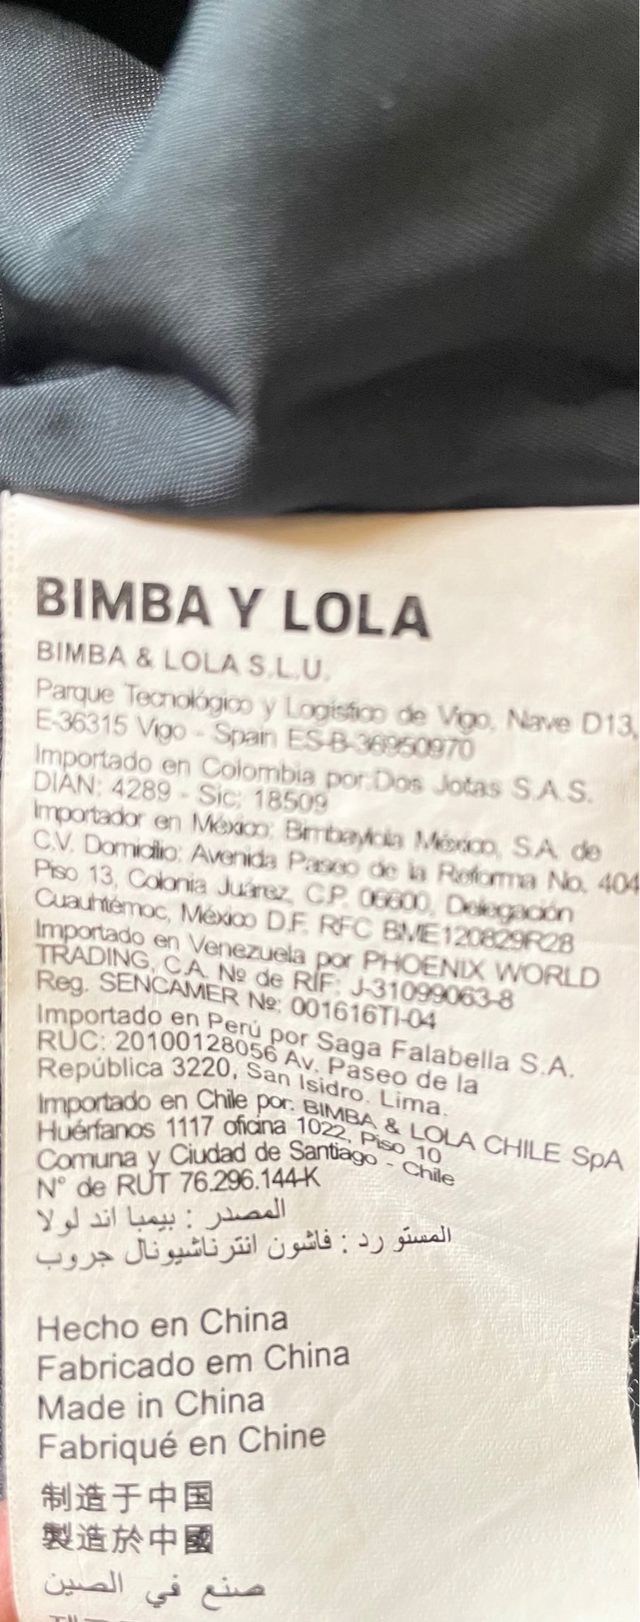 BIMBA Y LOLA
BIMBA & LOLA S.L.U.
Parque Tecnológico y Logístico de Vigo, Nave D13,
E-36315 Vigo - Spain ES-B-36950970
Importado en Colombia por:Dos Jotas S.A.S.
DIAN: 4289 - Sic: 18509
Importador en México: Bimbaylola México, S.A. de
C.V. Domicilio: Avenida Paseo de la Reforma No. 404
Piso 13, Colonia Juárez, C.P. 06600, Delegación
Cuauhtémoc, México D.F. RFC BME120829R28
Importado en Venezuela por PHOENIX WORLD
TRADING, C.A. Nº de RIF: J-31099063-8
Reg. SENCAMER Nº: 001616TI-04
Importado en Perú por Saga Falabella S.A.
RUC: 20100128056 Av. Paseo de la
República 3220, San Isidro. Lima.
Importado en Chile por: BIMBA & LOLA CHILE SpA
Huérfanos 1117 oficina 1022, Piso 10
Comuna y Ciudad de Santiago - Chile
N° de RUT 76.296.144-K
المصدر : بيمبا اند لولا
المستو رد : فاشون انترناشيونال جروب
Hecho en China
Fabricado em China
Made in China
Fabriqué en Chine
制造于中国
製造於中國
صنع في الصين